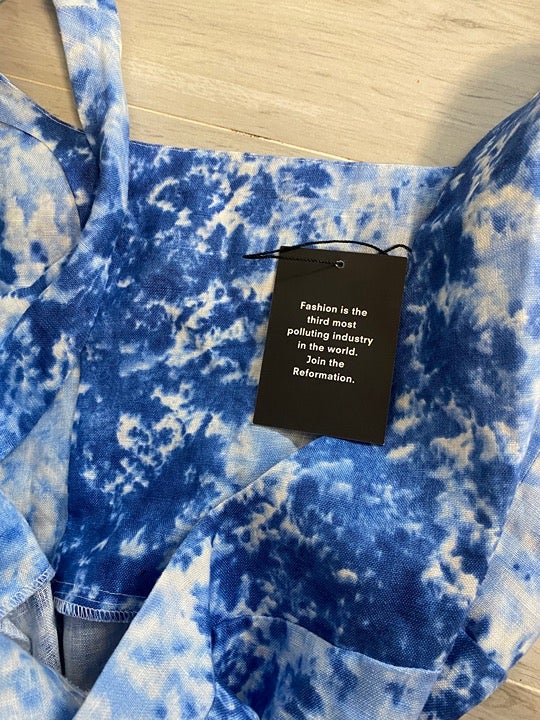 Fashion is the
third most
polluting industry
in the world.
Join the
Reformation.